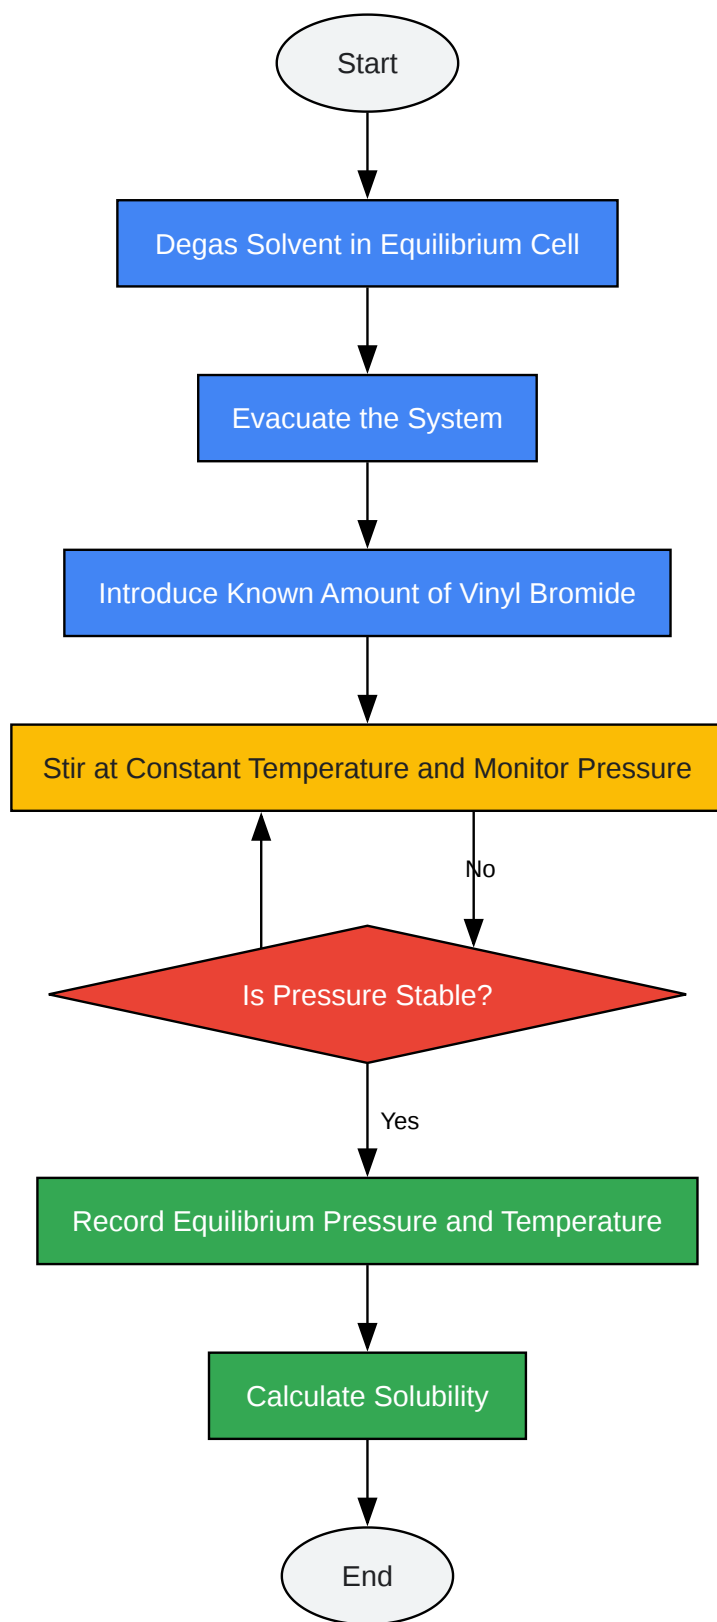 Start
Degas Solvent in Equilibrium Cell
Evacuate the System
Introduce Known Amount of Vinyl Bromide
Stir at Constant Temperature and Monitor Pressure
No
Is Pressure Stable?
Yes
Record Equilibrium Pressure and Temperature
Calculate Solubility
End